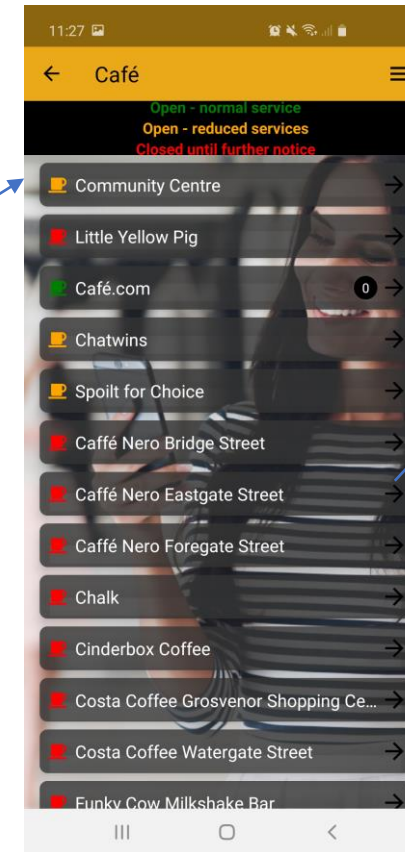 11:27
Café
Open - normal service
Open - reduced services
Closed until further notice
Community Centre
Little Yellow Pig
Café.com 0
Chatwins
Spoilt for Choice
Caffé Nero Bridge Street
Caffé Nero Eastgate Street
Caffé Nero Foregate Street
Chalk
Cinderbox Coffee
Costa Coffee Grosvenor Shopping Ce...
Costa Coffee Watergate Street
Funky Cow Milkshake Bar